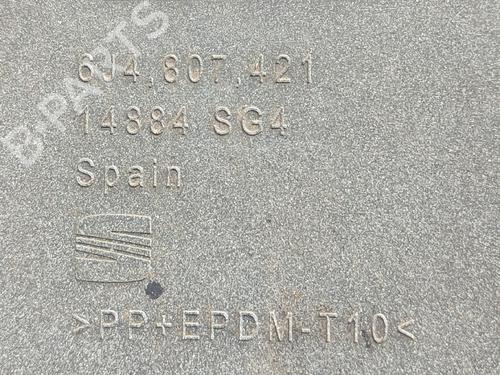 6J4,807,421
14884 SG4
Spain
>PP+EPDM-T10<
B-PARTS